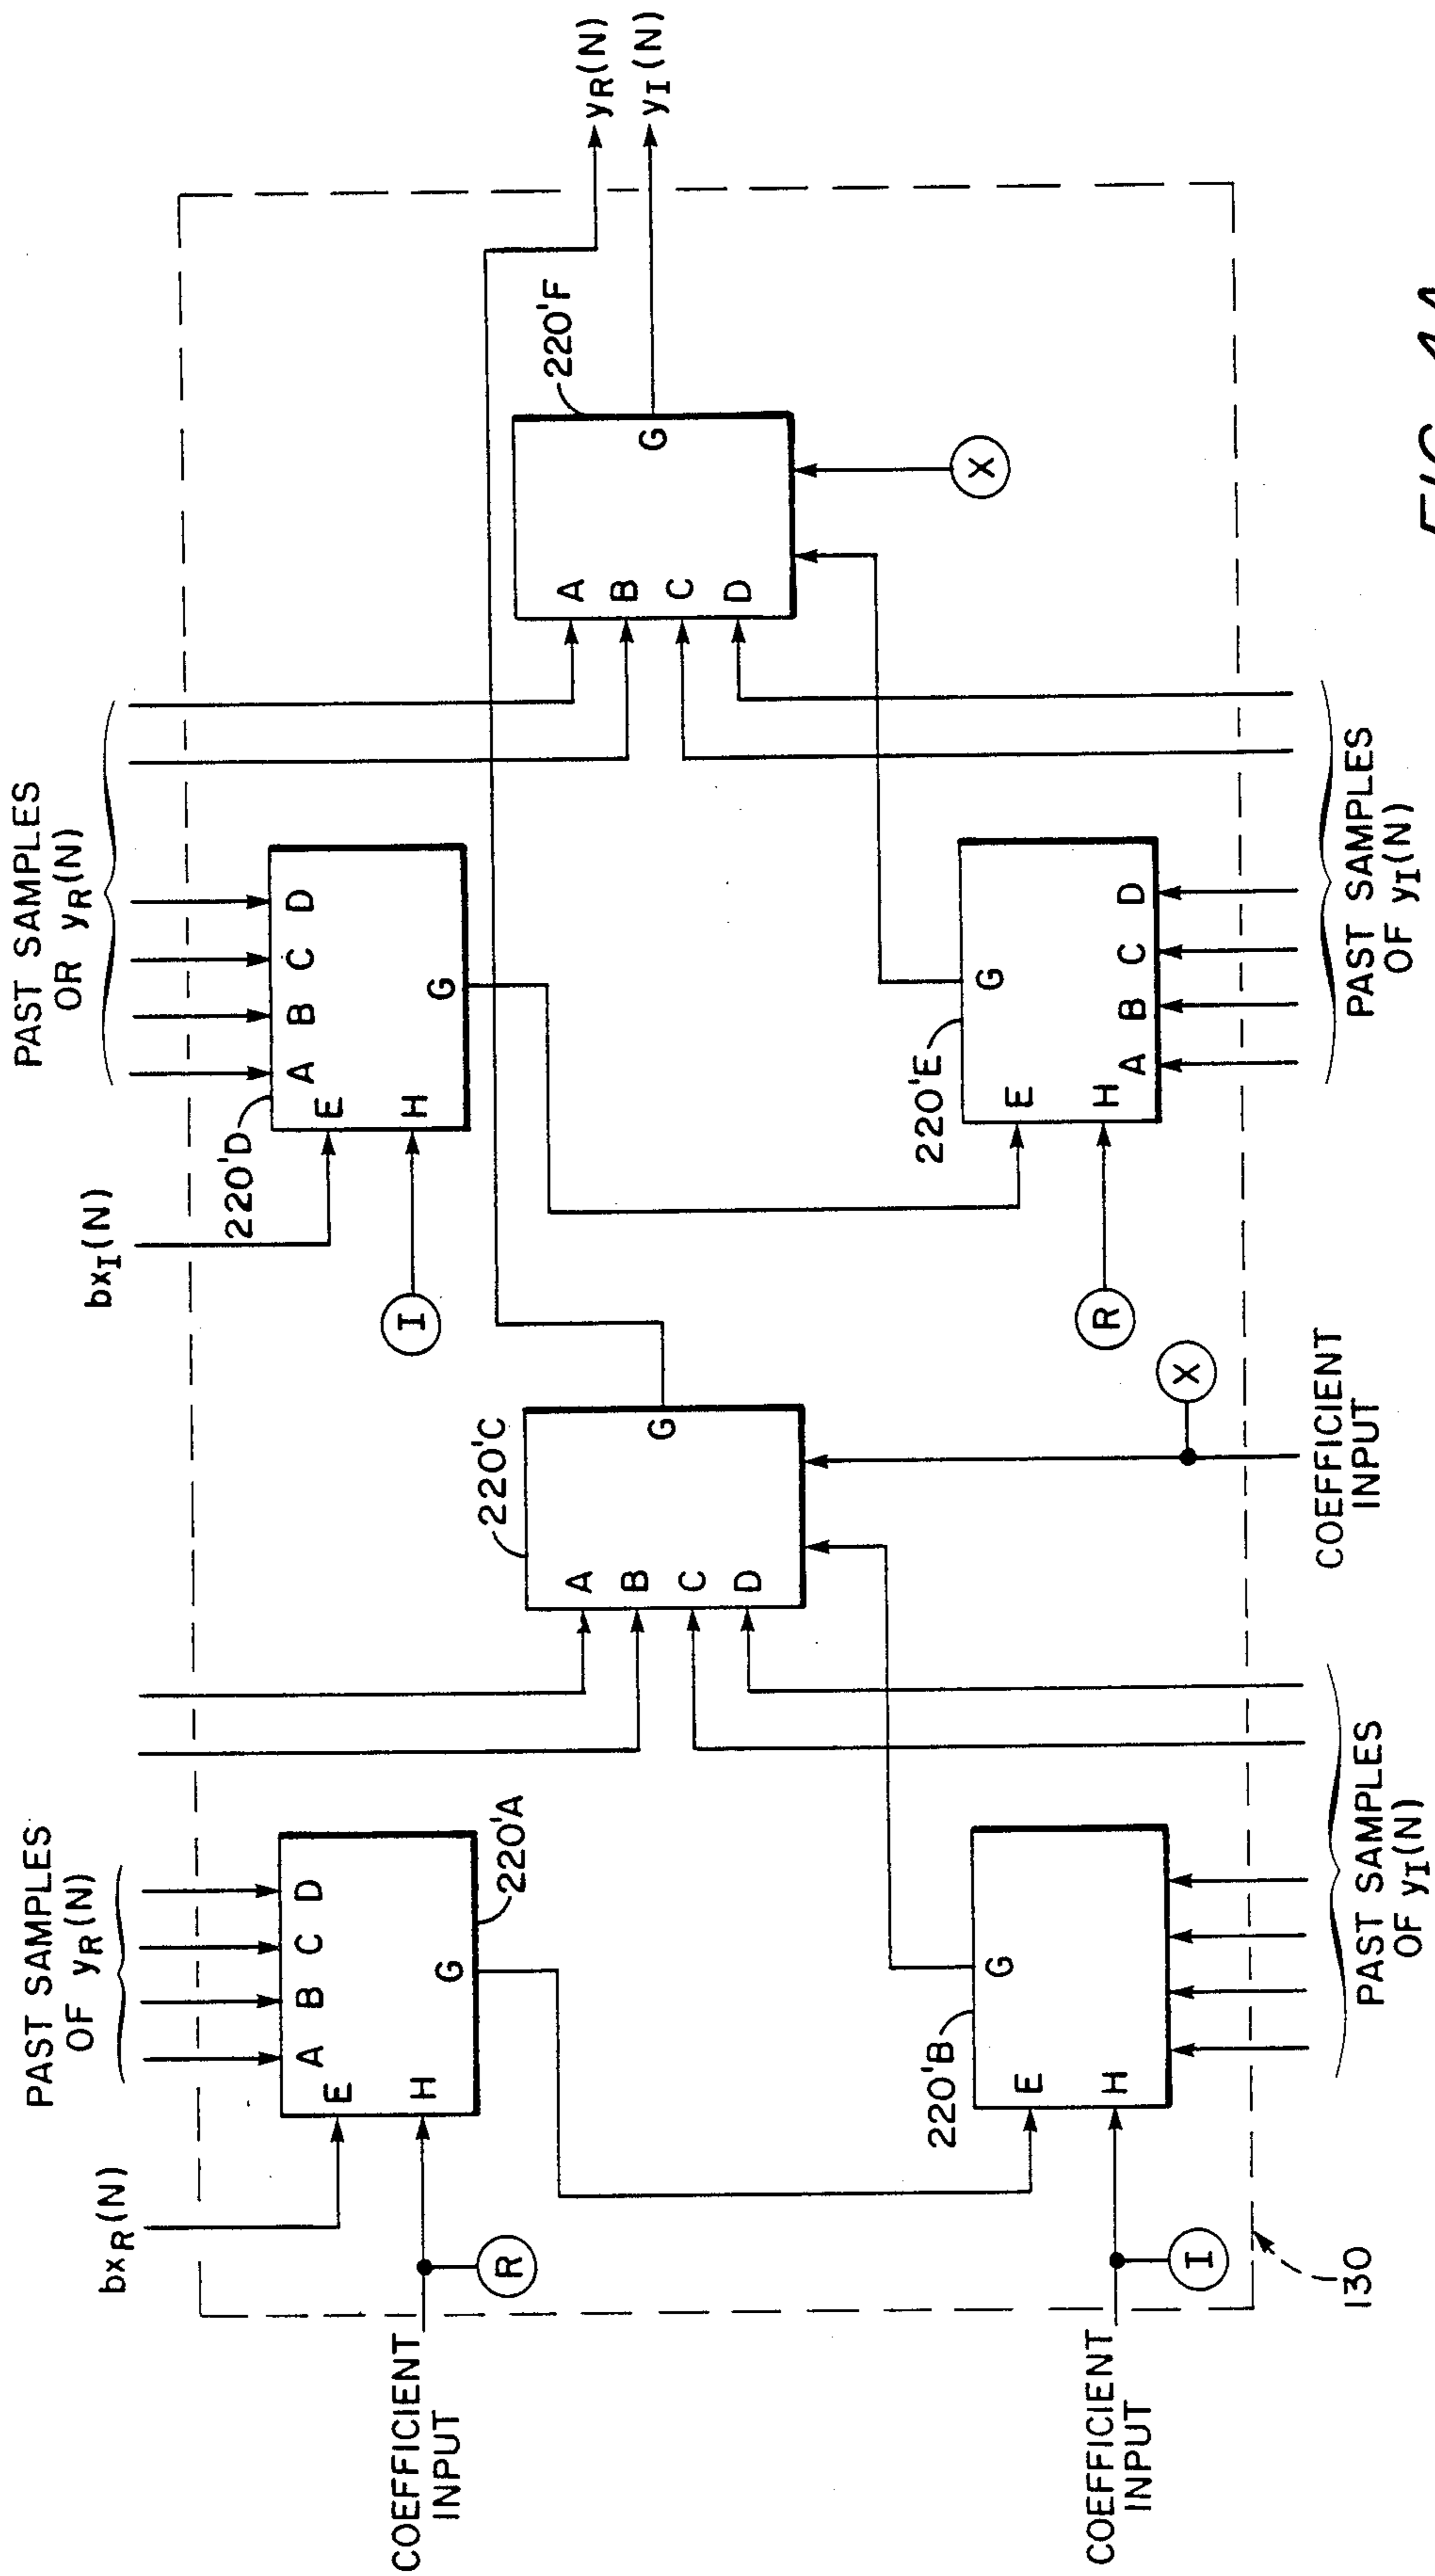 PAST SAMPLES
OF yR(N)
PAST SAMPLES
OR yR(N)
bxR(N)
bxI(N)
A B C D
E
H
G
220'A
A B C D
E
H
G
220'D
I
A
B
C
D
G
220'C
A
B
C
D
G
220'F
yR(N)
yI(N)
COEFFICIENT
INPUT
R
E
H
G
220'B
E
H
G
A B C D
220'E
R
X
X
COEFFICIENT
INPUT
I
130
PAST SAMPLES
OF yI(N)
COEFFICIENT
INPUT
PAST SAMPLES
OF yI(N)